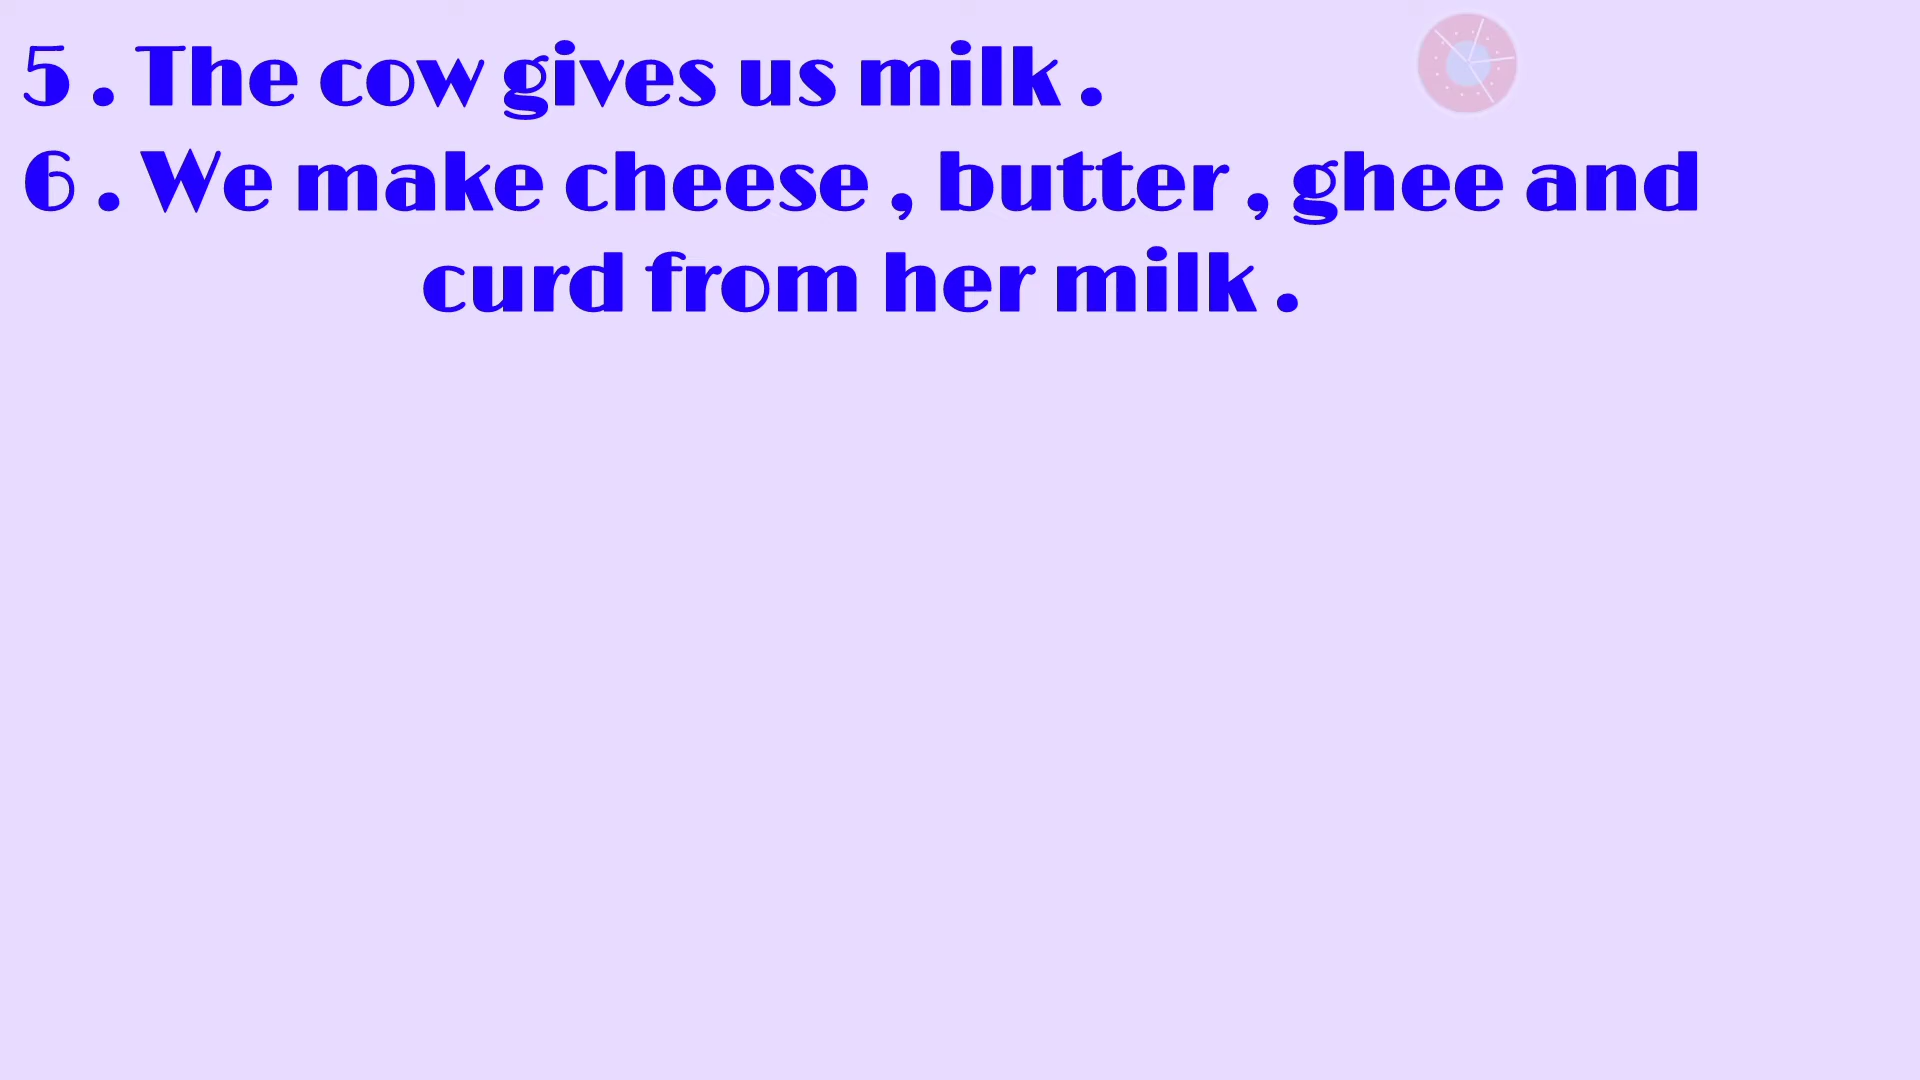 5 . The cow gives us milk .
6 . We make cheese , butter , ghee and
curd from her milk .